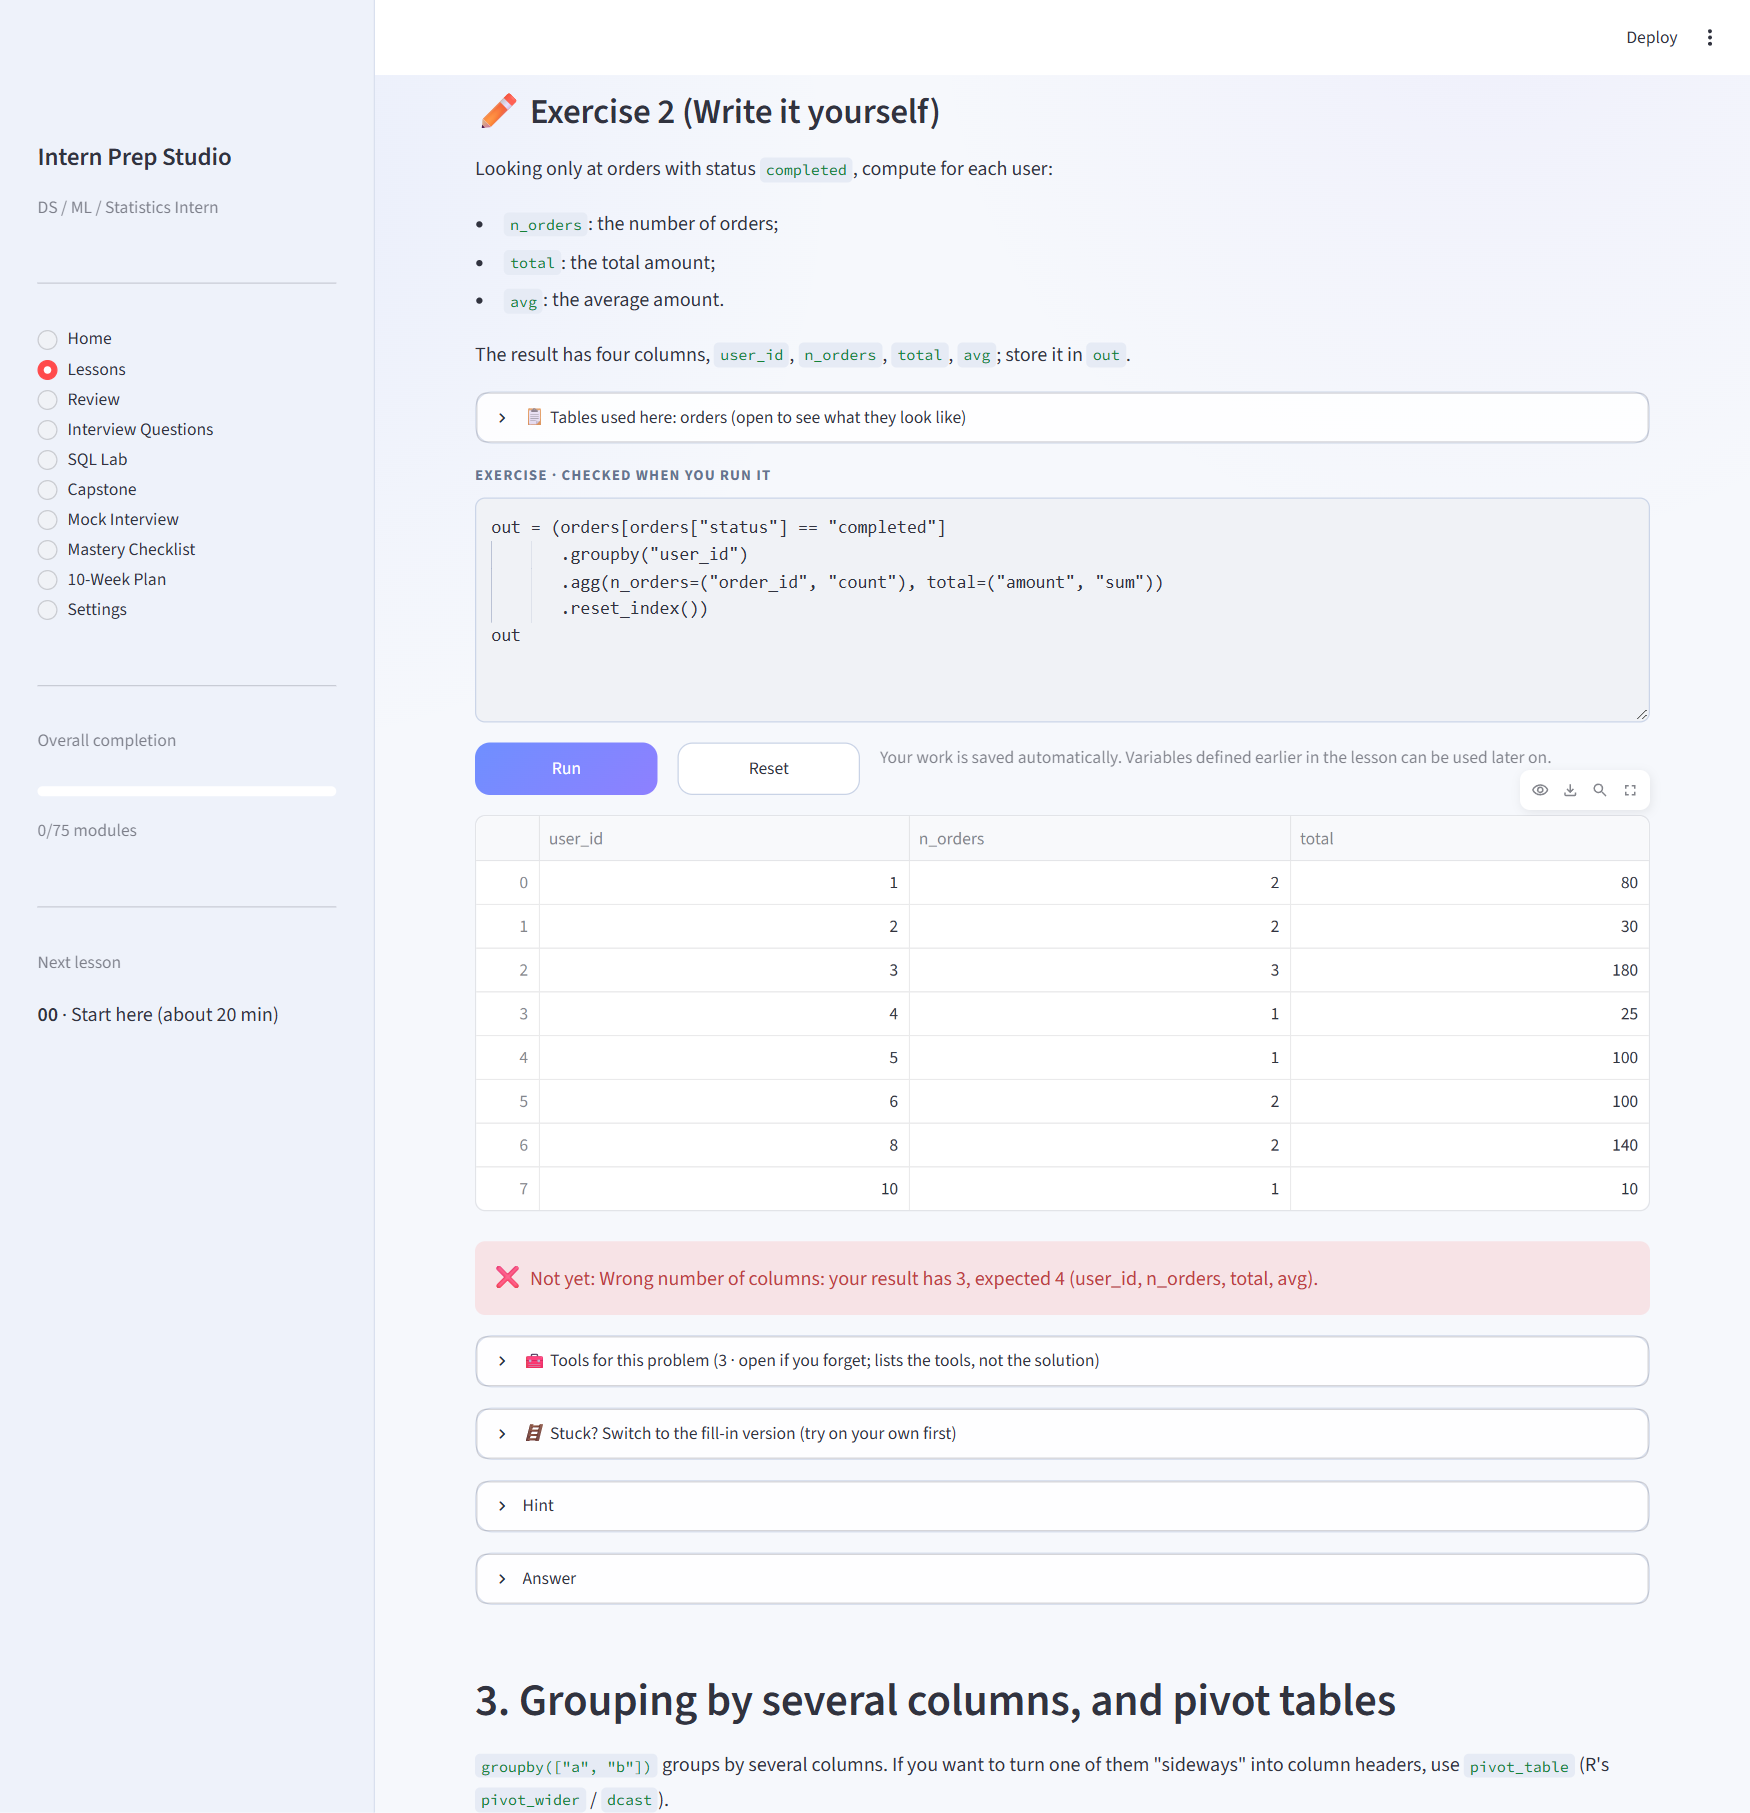 Deploy
Intern Prep Studio
DS / ML / Statistics Intern
Home
Lessons
Review
Interview Questions
SQL Lab
Capstone
Mock Interview
Mastery Checklist
10-Week Plan
Settings
Overall completion
0/75 modules
Next lesson
00 · Start here (about 20 min)
Exercise 2 (Write it yourself)
Looking only at orders with status completed, compute for each user:
• n_orders: the number of orders;
• total: the total amount;
• avg: the average amount.
The result has four columns, user_id, n_orders, total, avg; store it in out.
Tables used here: orders (open to see what they look like)
EXERCISE · CHECKED WHEN YOU RUN IT
out = (orders[orders["status"] == "completed"]
.groupby("user_id")
.agg(n_orders=("order_id", "count"), total=("amount", "sum"))
.reset_index())
out
Run
Reset
Your work is saved automatically. Variables defined earlier in the lesson can be used later on.
user_id n_orders total
0 1 2 80
1 2 2 30
2 3 3 180
3 4 1 25
4 5 1 100
5 6 2 100
6 8 2 140
7 10 1 10
Not yet: Wrong number of columns: your result has 3, expected 4 (user_id, n_orders, total, avg).
Tools for this problem (3 · open if you forget; lists the tools, not the solution)
Stuck? Switch to the fill-in version (try on your own first)
Hint
Answer
3. Grouping by several columns, and pivot tables
groupby(["a", "b"]) groups by several columns. If you want to turn one of them "sideways" into column headers, use pivot_table (R's
pivot_wider / dcast).